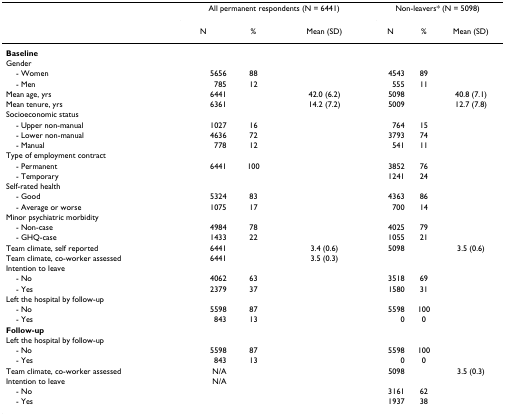 All permanent respondents (N = 6441) Non-leavers* (N = 5098)
N % Mean (SD) N % Mean (SD)
Baseline
Gender
- Women 5656 88 4543 89
- Men 785 12 555 11
Mean age, yrs 6441 42.0 (6.2) 5098 40.8 (7.1)
Mean tenure, yrs 6361 14.2 (7.2) 5009 12.7 (7.8)
Socioeconomic status
- Upper non-manual 1027 16 764 15
- Lower non-manual 4636 72 3793 74
- Manual 778 12 541 11
Type of employment contract
- Permanent 6441 100 3852 76
- Temporary 1241 24
Self-rated health
- Good 5324 83 4363 86
- Average or worse 1075 17 700 14
Minor psychiatric morbidity
- Non-case 4984 78 4025 79
- GHQ-case 1433 22 1055 21
Team climate, self reported 6441 3.4 (0.6) 5098 3.5 (0.6)
Team climate, co-worker assessed 6441 3.5 (0.3)
Intention to leave
- No 4062 63 3518 69
- Yes 2379 37 1580 31
Left the hospital by follow-up
- No 5598 87 5598 100
- Yes 843 13 0 0
Follow-up
Left the hospital by follow-up
- No 5598 87 5598 100
- Yes 843 13 0 0
Team climate, co-worker assessed N/A 5098 3.5 (0.3)
Intention to leave N/A
- No 3161 62
- Yes 1937 38